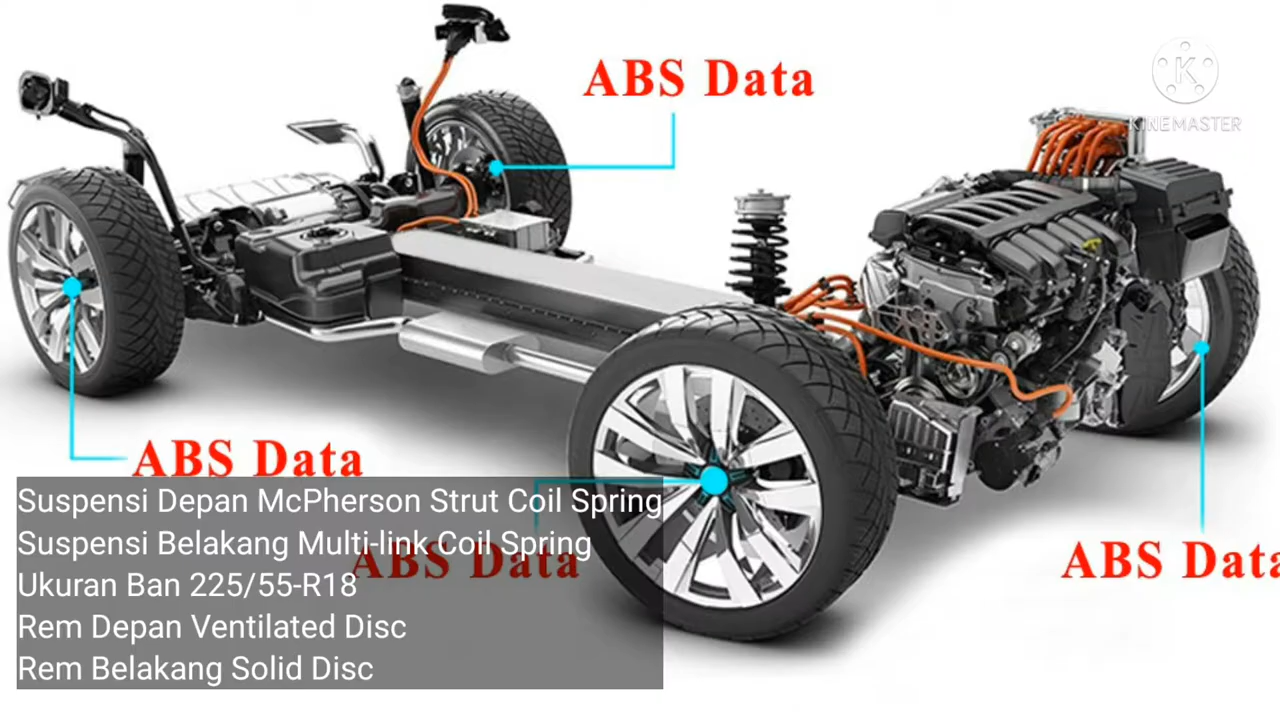 ABS Data
K
KINEMASTER
ABS Data
Suspensi Depan McPherson Strut Coil Spring
Suspensi Belakang Multi-link Coil Spring
ABS Data
ABS Data
Ukuran Ban 225/55-R18
Rem Depan Ventilated Disc
Rem Belakang Solid Disc